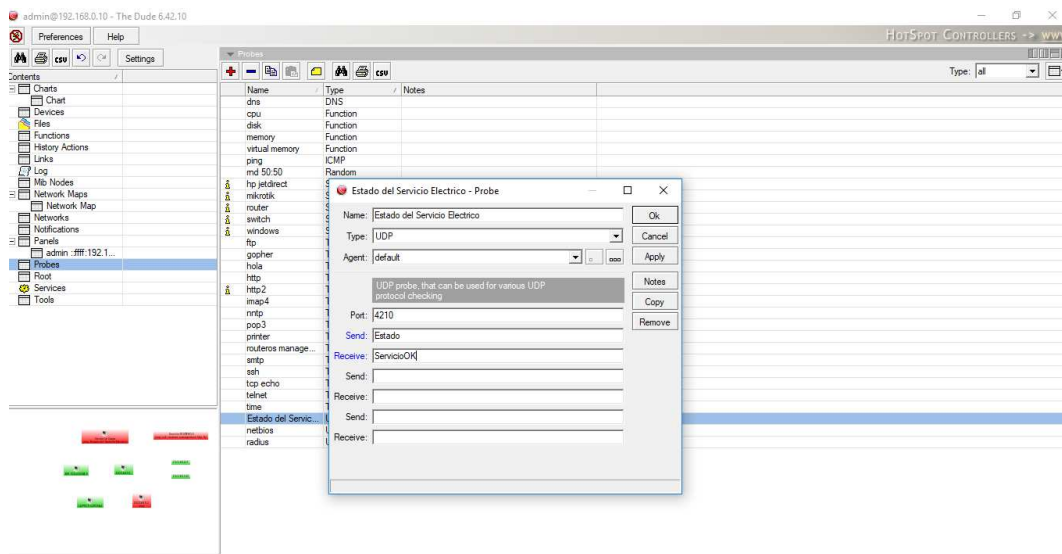 admin@192.168.0.10 - The Dude 6.42.10
Preferences Help
HotSpot Controllers -> www
csv Settings
Contents
Charts
Chart
Devices
Files
Functions
History Actions
Links
Log
Mib Nodes
Network Maps
Network Map
Networks
Notifications
Panels
admin ::ffff:192.1...
Probes
Root
Services
Tools
Probes
csv Type: all
Name Type Notes
dns DNS
cpu Function
disk Function
memory Function
virtual memory Function
ping ICMP
rnd 50:50 Random
hp jetdirect S
mikrotik S
router S
switch S
windows S
ftp T
gopher T
hola T
http T
http2 T
imap4 T
nntp T
pop3 T
printer T
routeros manage... T
smtp T
ssh T
tcp echo T
telnet T
time T
Estado del Servic... U
netbios U
radius U
Estado del Servicio Electrico - Probe
Name: Estado del Servicio Electrico
Type: UDP
Agent: default
UDP probe, that can be used for various UDP
protocol checking
Port: 4210
Send: Estado
Receive: ServicioOK
Send:
Receive:
Send:
Receive:
Ok
Cancel
Apply
Notes
Copy
Remove